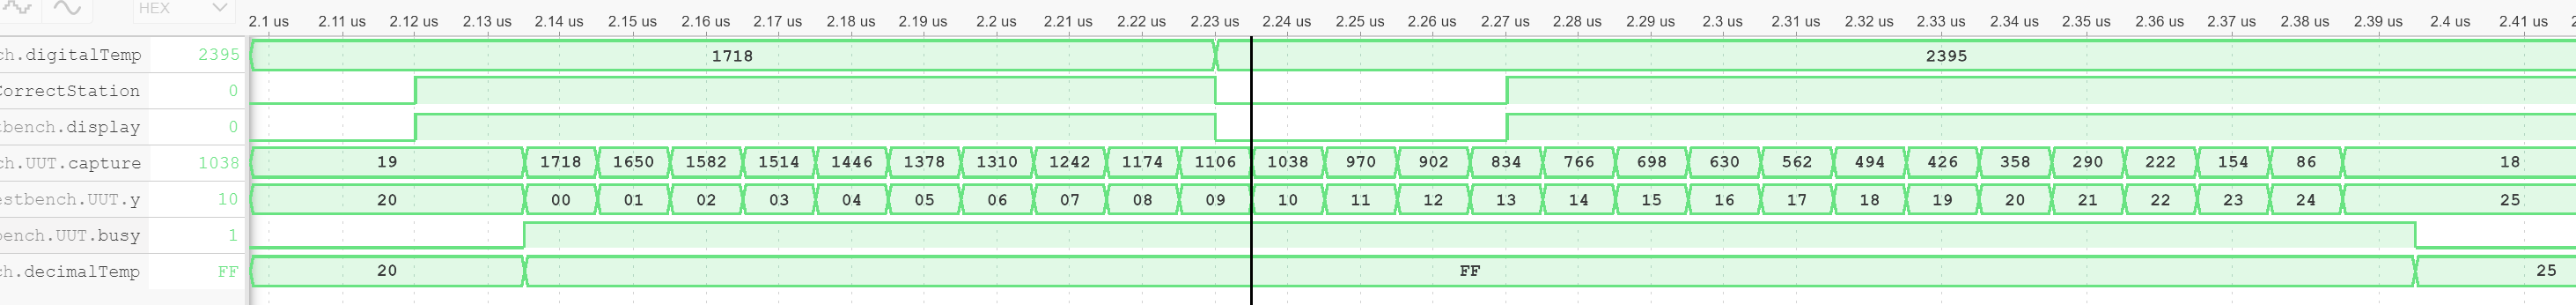 HEX 2.1 us 2.11 us 2.12 us 2.13 us 2.14 us 2.15 us 2.16 us 2.17 us 2.18 us 2.19 us 2.2 us 2.21 us 2.22 us 2.23 us 2.24 us 2.25 us 2.26 us 2.27 us 2.28 us 2.29 us 2.3 us 2.31 us 2.32 us 2.33 us 2.34 us 2.35 us 2.36 us 2.37 us 2.38 us 2.39 us 2.4 us 2.41 us 2
ch.digitalTemp 2395 1718 2395
CorrectStation 0
bench.display 0
ch.UUT.capture 1038 19 1718 1650 1582 1514 1446 1378 1310 1242 1174 1106 1038 970 902 834 766 698 630 562 494 426 358 290 222 154 86 18
estbench.UUT.y 10 20 00 01 02 03 04 05 06 07 08 09 10 11 12 13 14 15 16 17 18 19 20 21 22 23 24 25
bench.UUT.busy 1
ch.decimalTemp FF 20 FF 25